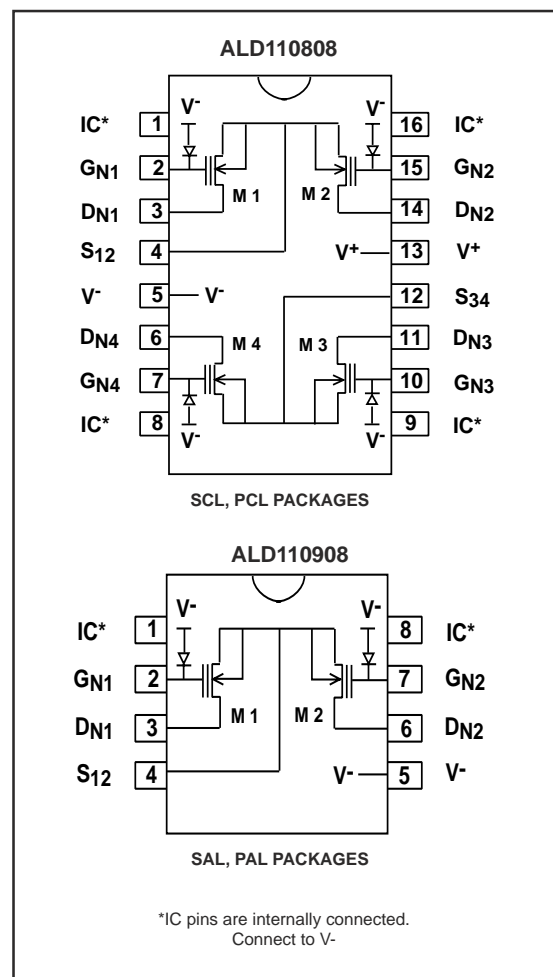 ALD110808
V-
V-
IC* 1
16 IC*
GN1 2
15 GN2
M 1
M 2
DN1 3
14 DN2
S12 4
V+
13 V+
V- 5
V-
12 S34
DN4 6
M 4
M 3
11 DN3
GN4 7
10 GN3
IC* 8
V-
V-
9 IC*
SCL, PCL PACKAGES
ALD110908
V-
V-
IC* 1
8 IC*
GN1 2
7 GN2
M 1
M 2
DN1 3
6 DN2
S12 4
V-
5 V-
SAL, PAL PACKAGES
*IC pins are internally connected.
Connect to V-